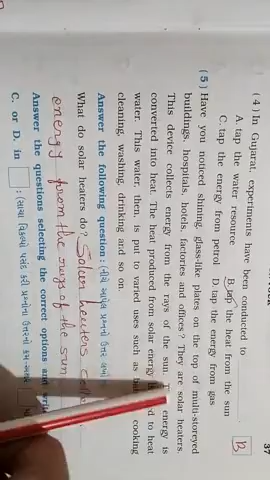 37
(4) In Gujarat, experiments have been conducted to
B
A. tap the water resource B. tap the heat from the sun
C. tap the energy from petrol D. tap the energy from gas
(5) Have you noticed shining, glass-like plates on the top of multi-storeyed
buildings, hospitals, hotels, factories and offices ? They are solar heaters.
This device collects energy from the rays of the sun. energy is
converted into heat. The heat produced from solar energy to heat
water. This water, then, is put to varied uses such as cooking
cleaning, washing, drinking and so on.
Answer the following question :
What do solar heaters do? Solar heaters
energy from the rays of the sun
Answer the questions selecting the correct options and
C. or D. in :